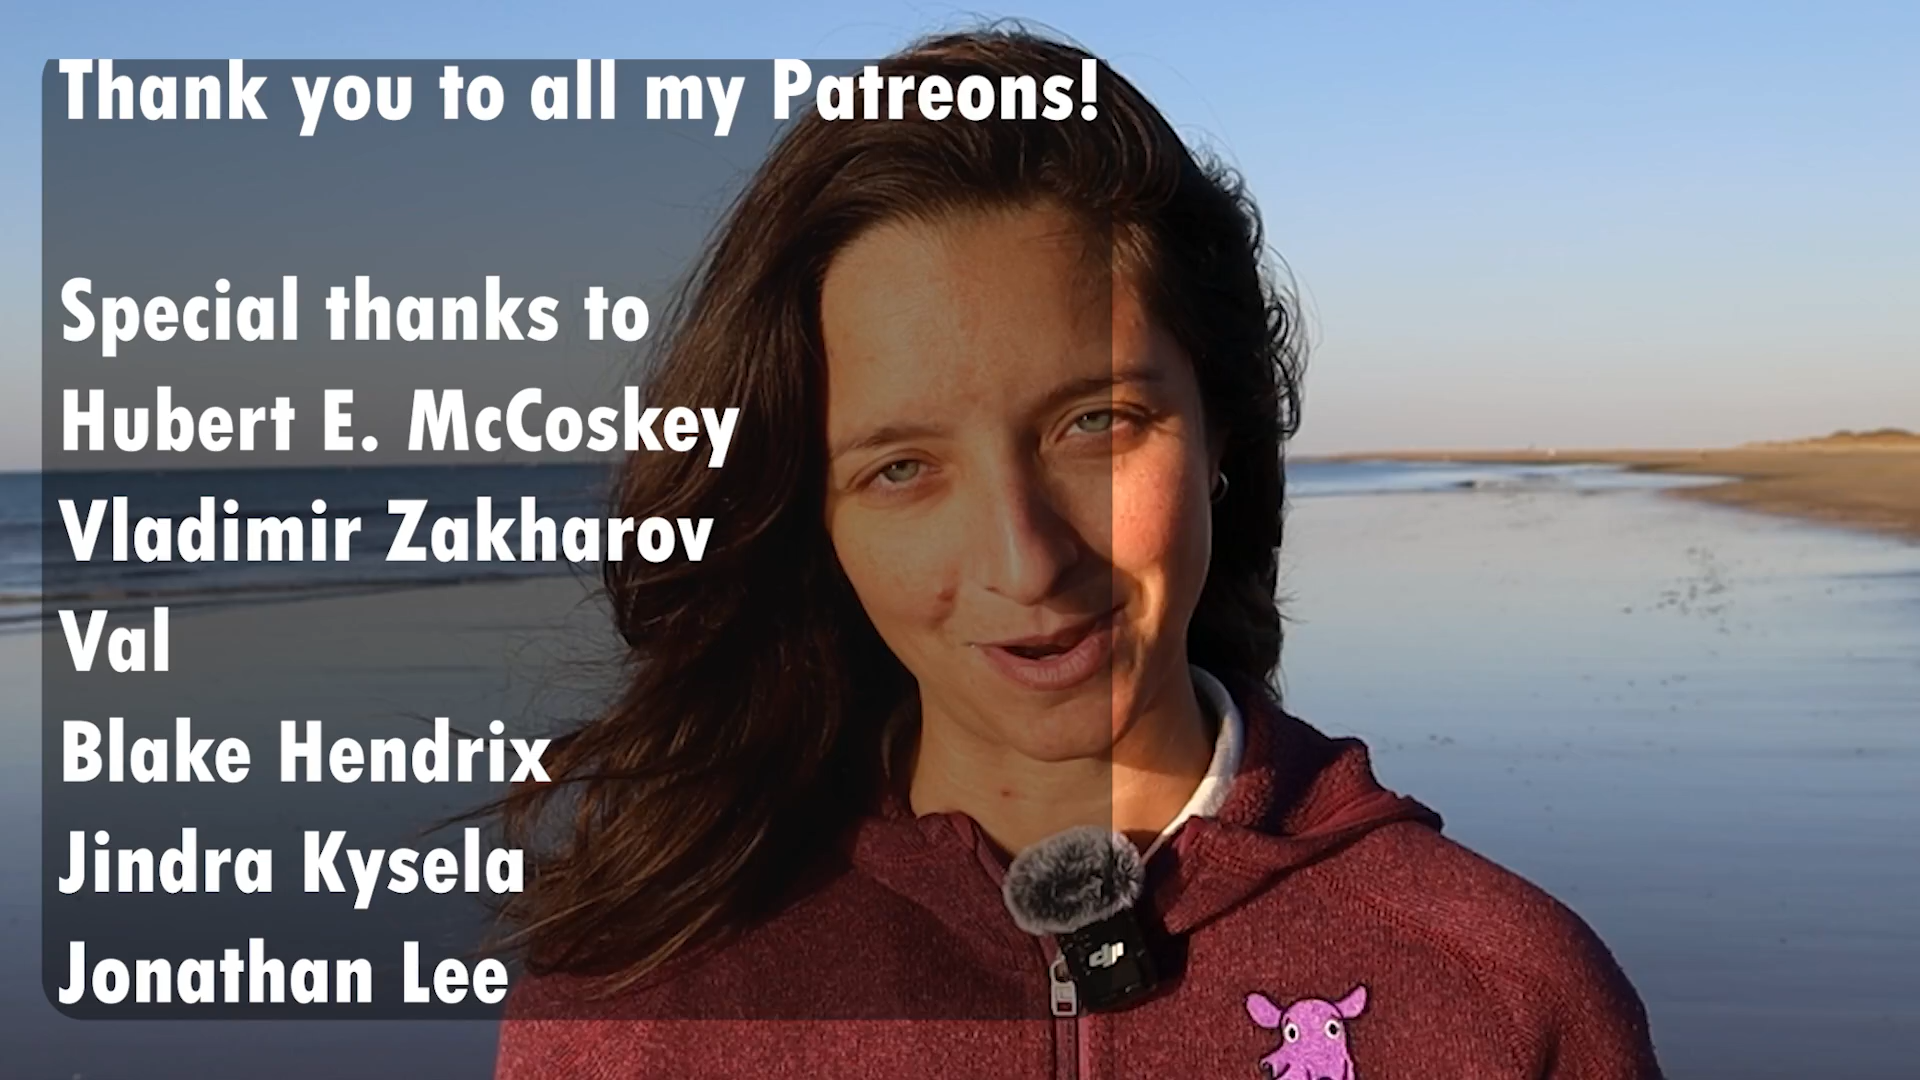 Thank you to all my Patreons!
Special thanks to
Hubert E. McCoskey
Vladimir Zakharov
Val
Blake Hendrix
Jindra Kysela
Jonathan Lee
dji